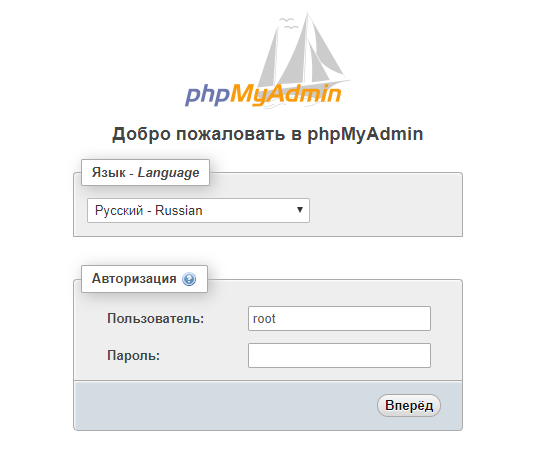 phpMyAdmin
Добро пожаловать в phpMyAdmin
Язык - Language
Русский - Russian
Авторизация
Пользователь:
root
Пароль:
Вперёд